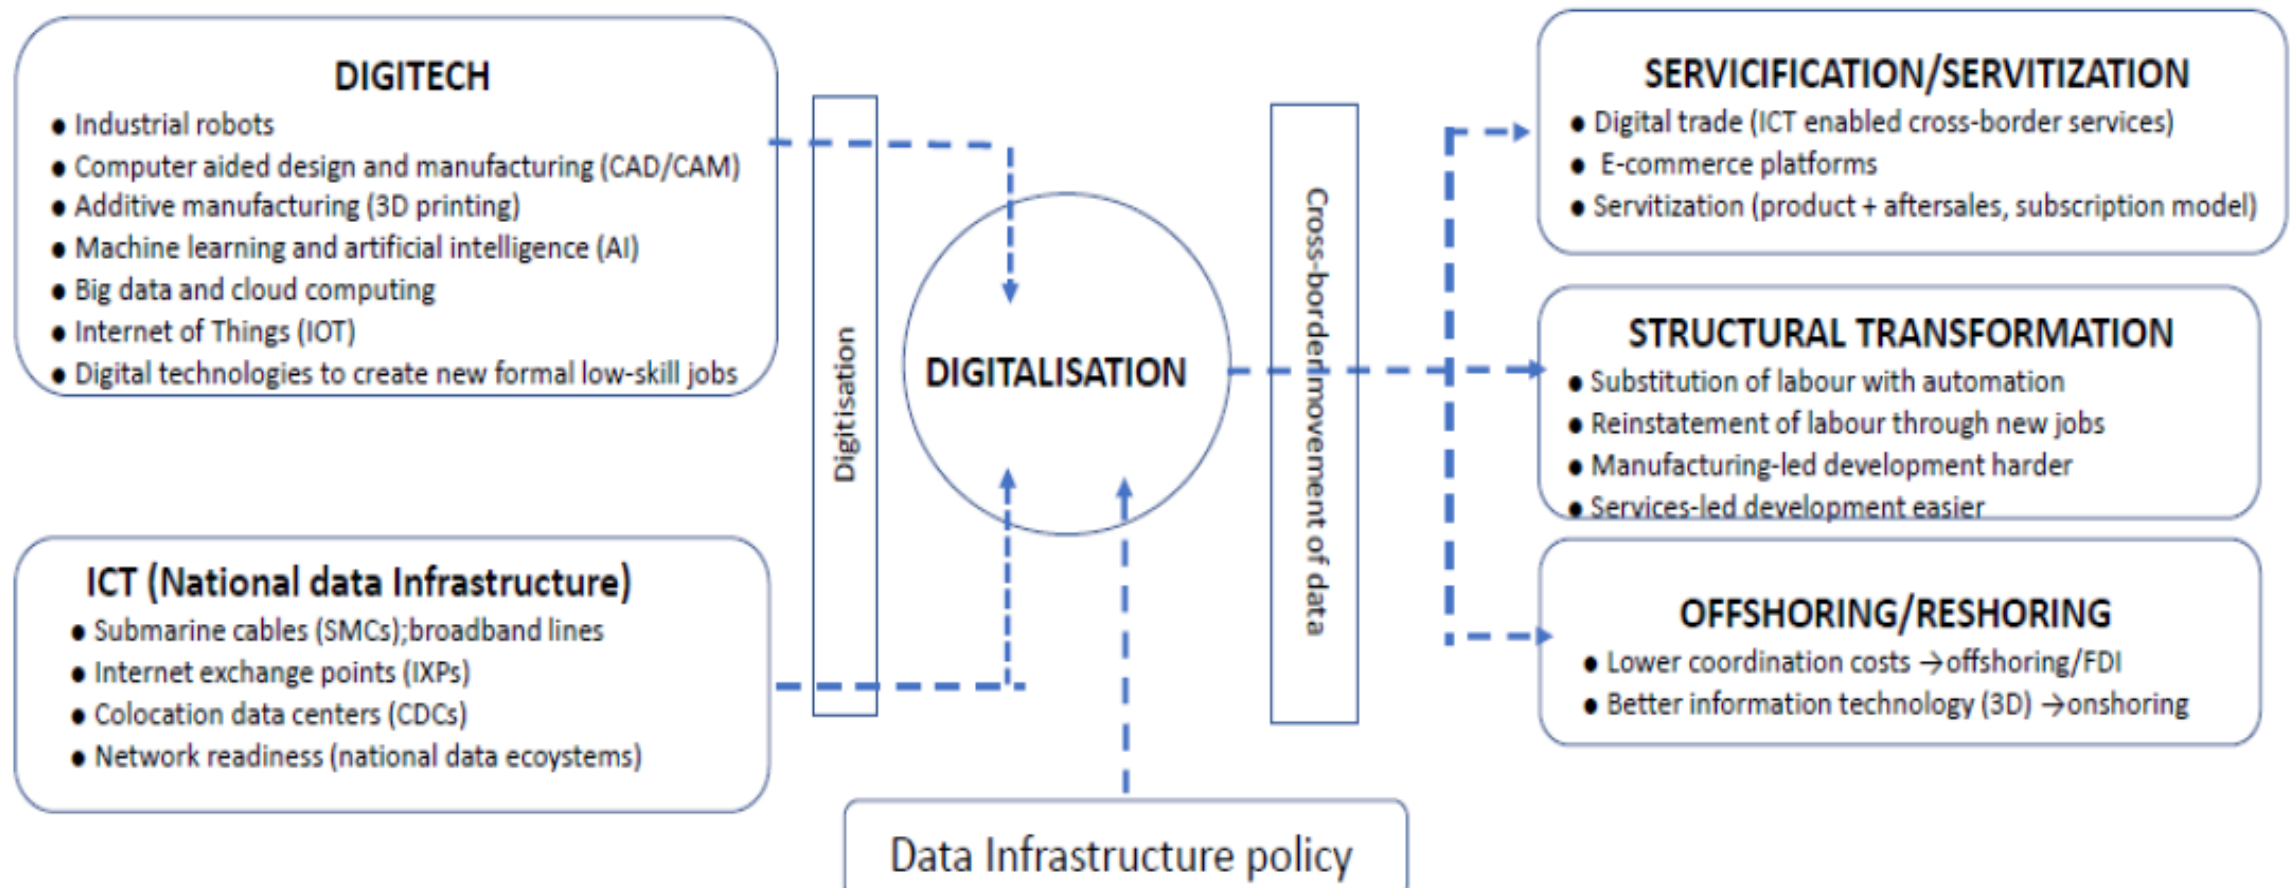 DIGITECH
● Industrial robots
● Computer aided design and manufacturing (CAD/CAM)
● Additive manufacturing (3D printing)
● Machine learning and artificial intelligence (AI)
● Big data and cloud computing
● Internet of Things (IOT)
● Digital technologies to create new formal low-skill jobs
ICT (National data Infrastructure)
● Submarine cables (SMCs);broadband lines
● Internet exchange points (IXPs)
● Colocation data centers (CDCs)
● Network readiness (national data ecoystems)
Digitisation
DIGITALISATION
Data Infrastructure policy
Cross-border movement of data
SERVICIFICATION/SERVITIZATION
● Digital trade (ICT enabled cross-border services)
● E-commerce platforms
● Servitization (product + aftersales, subscription model)
STRUCTURAL TRANSFORMATION
● Substitution of labour with automation
● Reinstatement of labour through new jobs
● Manufacturing-led development harder
● Services-led development easier
OFFSHORING/RESHORING
● Lower coordination costs →offshoring/FDI
● Better information technology (3D) →onshoring